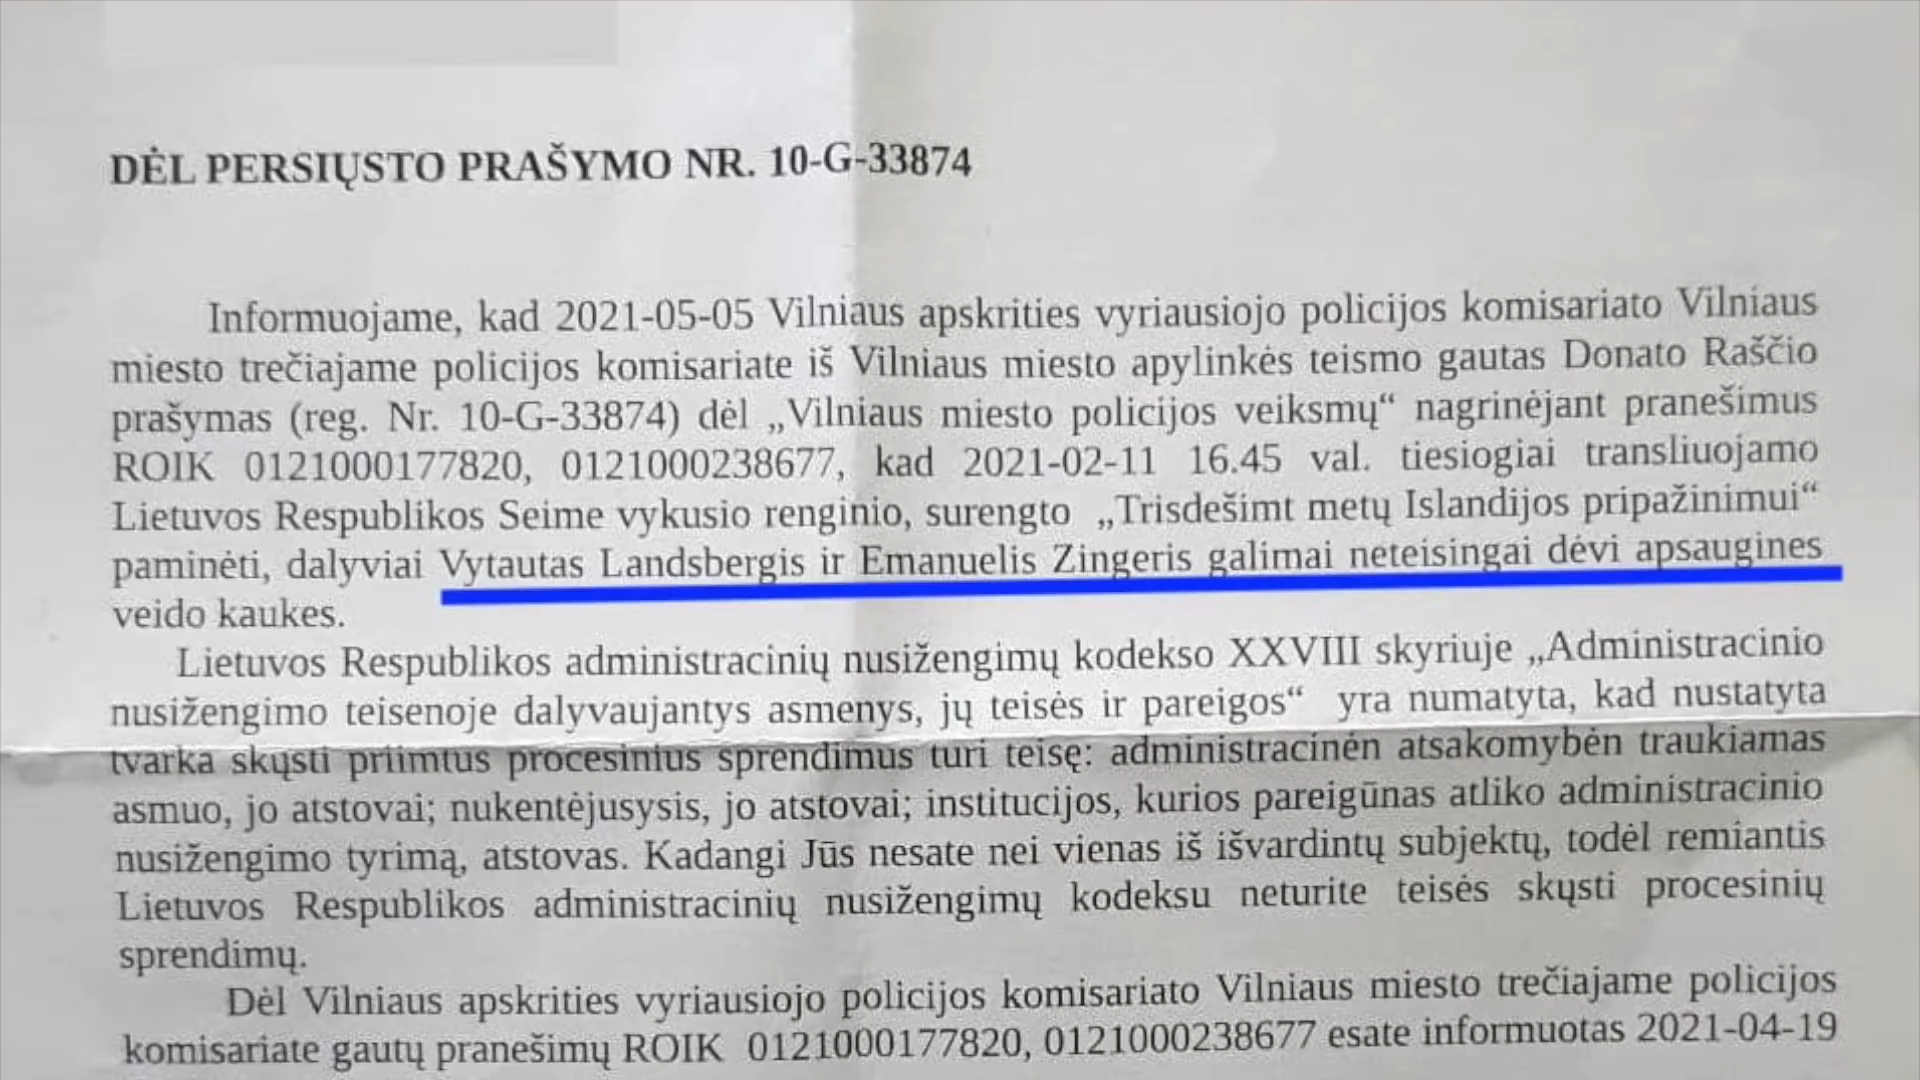 DĖL PERSIŲSTO PRAŠYMO NR. 10-G-33874
Informuojame, kad 2021-05-05 Vilniaus apskrities vyriausiojo policijos komisariato Vilniaus
miesto trečiajame policijos komisariate iš Vilniaus miesto apylinkės teismo gautas Donato Raščio
prašymas (reg. Nr. 10-G-33874) dėl „Vilniaus miesto policijos veiksmų“ nagrinėjant pranešimus
ROIK 0121000177820, 0121000238677, kad 2021-02-11 16.45 val. tiesiogiai transliuojamo
Lietuvos Respublikos Seime vykusio renginio, surengto „Trisdešimt metų Islandijos pripažinimui“
paminėti, dalyviai Vytautas Landsbergis ir Emanuelis Zingeris galimai neteisingai dėvi apsaugines
veido kaukes.
Lietuvos Respublikos administracinių nusižengimų kodekso XXVIII skyriuje „Administracinio
nusižengimo teisenoje dalyvaujantys asmenys, jų teisės ir pareigos“ yra numatyta, kad nustatyta
tvarka skųsti priimtus procesinius sprendimus turi teisę: administracinėn atsakomybėn traukiamas
asmuo, jo atstovai; nukentėjusysis, jo atstovai; institucijos, kurios pareigūnas atliko administracinio
nusižengimo tyrimą, atstovas. Kadangi Jūs nesate nei vienas iš išvardintų subjektų, todėl remiantis
Lietuvos Respublikos administracinių nusižengimų kodeksu neturite teisės skųsti procesinių
sprendimų.
Dėl Vilniaus apskrities vyriausiojo policijos komisariato Vilniaus miesto trečiajame policijos
komisariate gautų pranešimų ROIK 0121000177820, 0121000238677 esate informuotas 2021-04-19